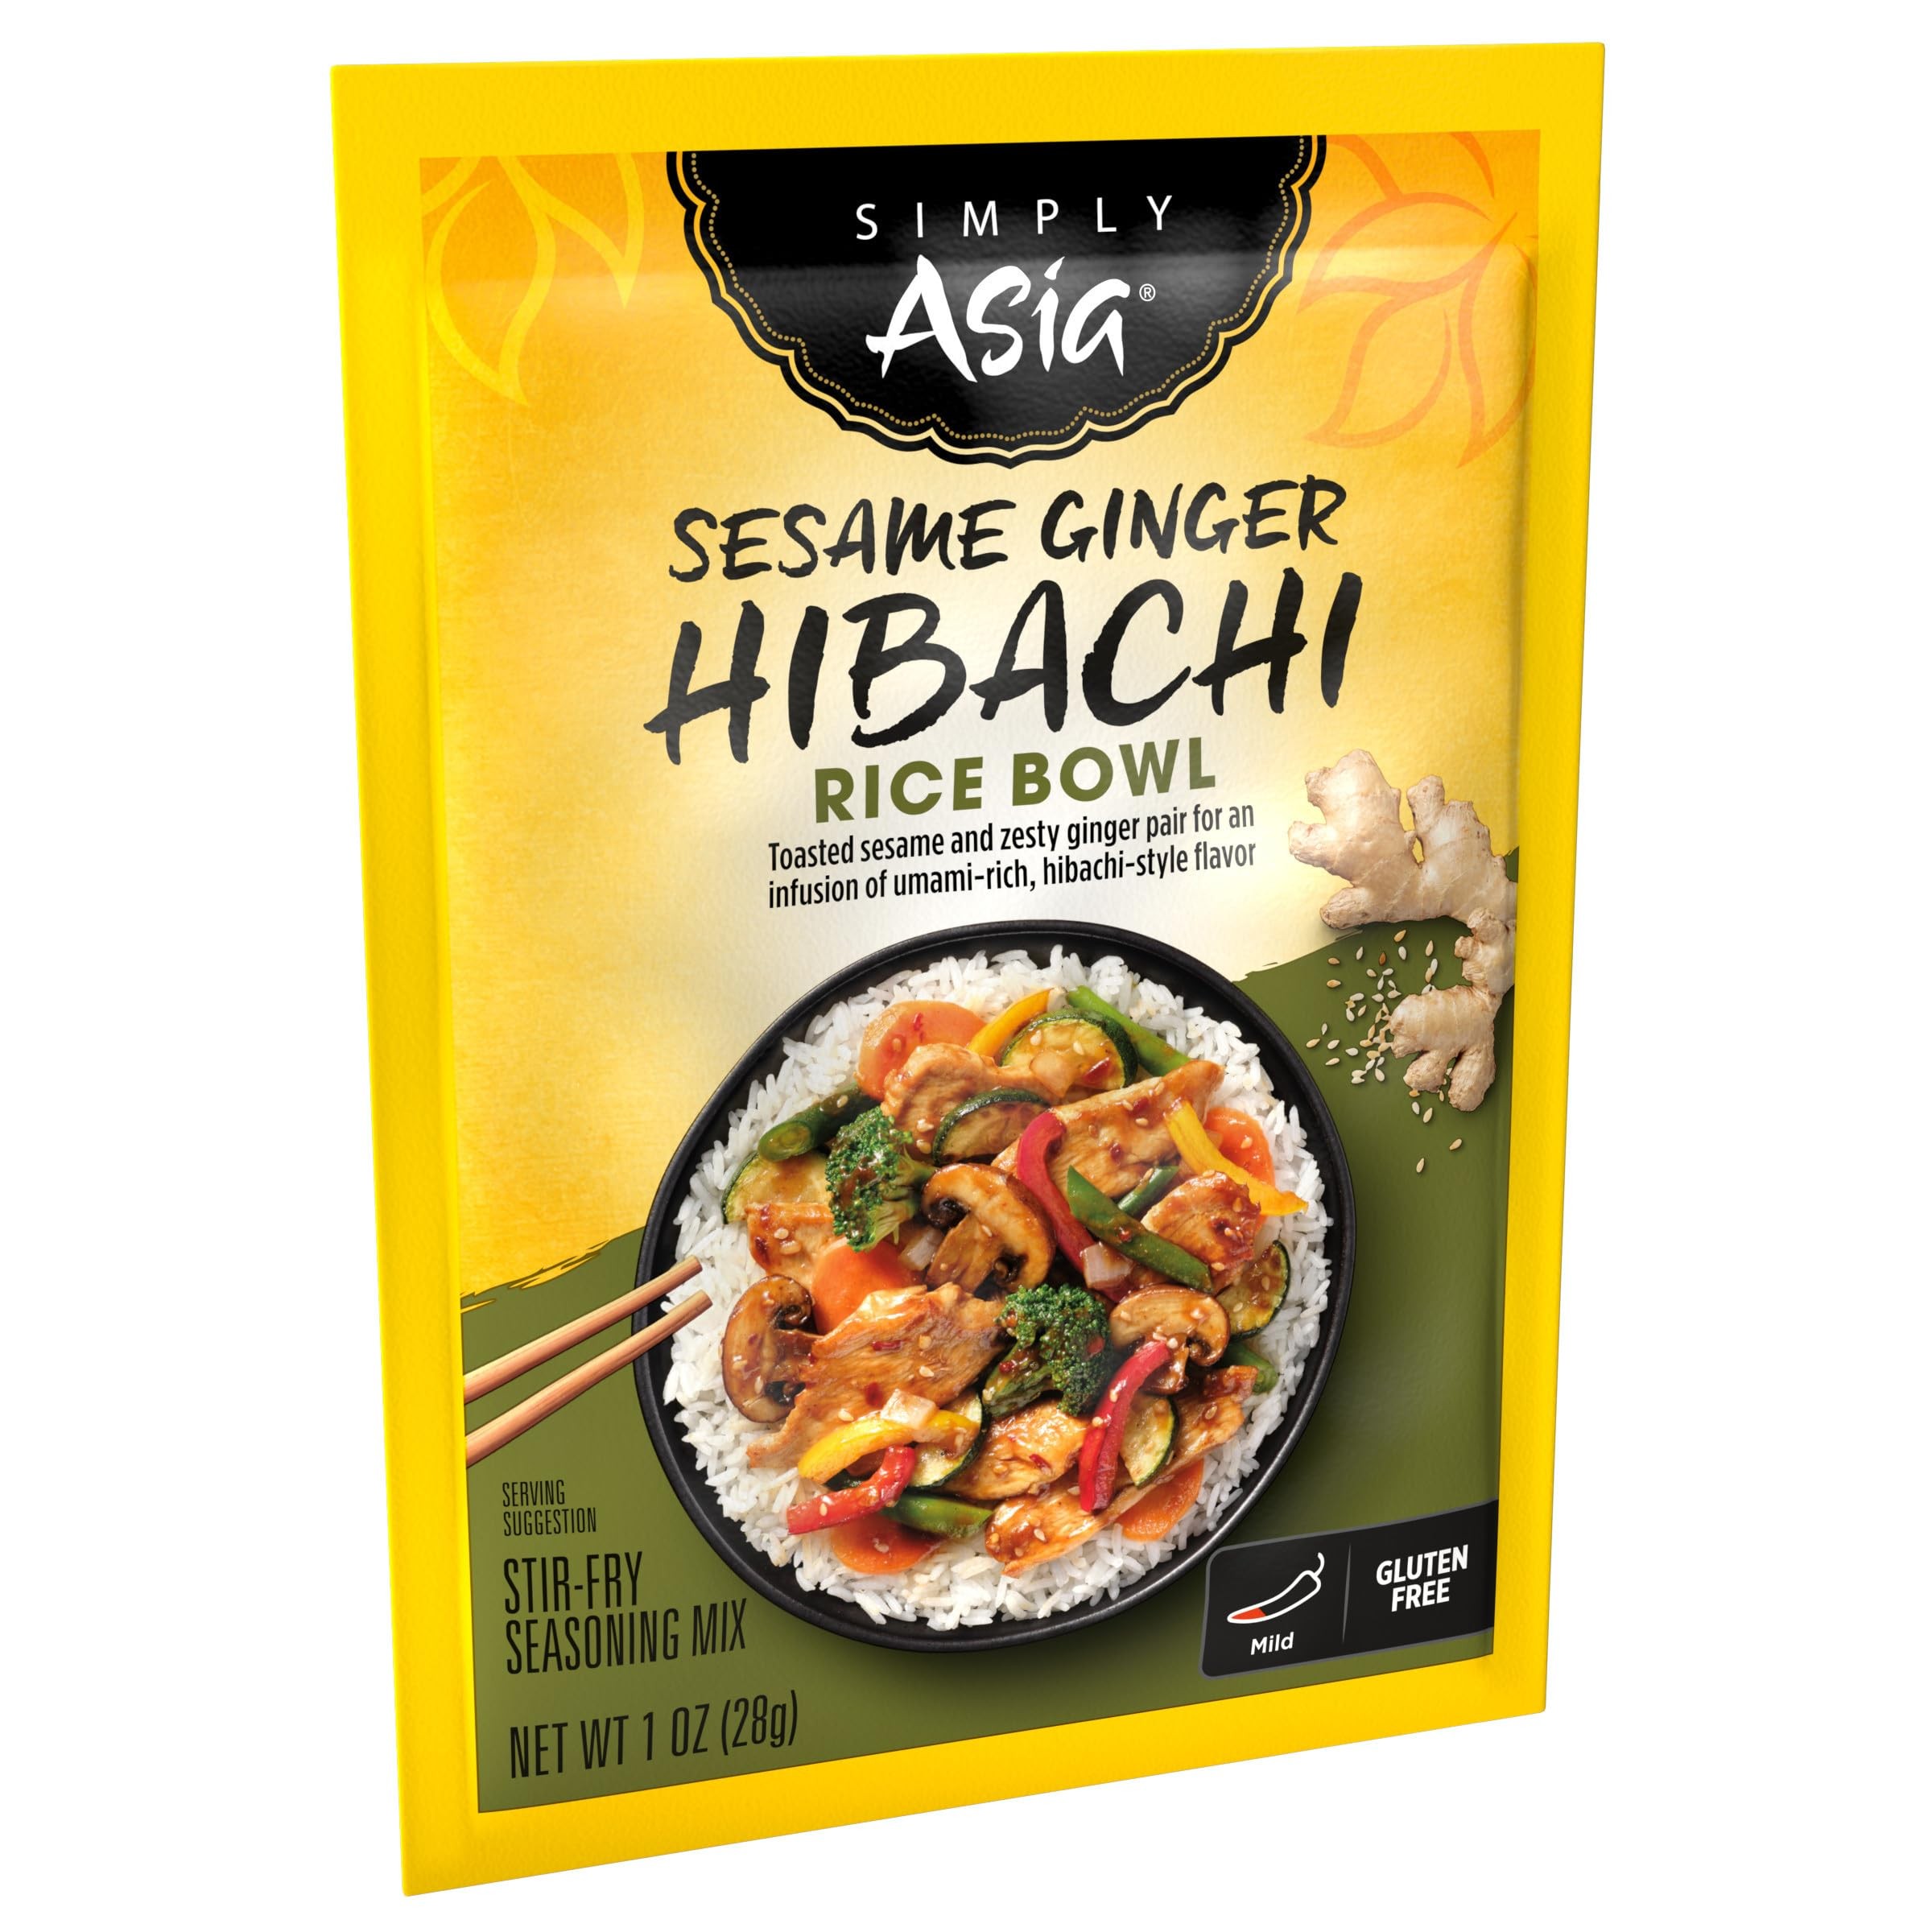 SIMPLY
Asia®
SESAME GINGER
HIBACHI
RICE BOWL
Toasted sesame and zesty ginger pair for an
infusion of umami-rich, hibachi-style flavor
SERVING
SUGGESTION
STIR-FRY
SEASONING MIX
NET WT 1 OZ (28g)
Mild
GLUTEN
FREE